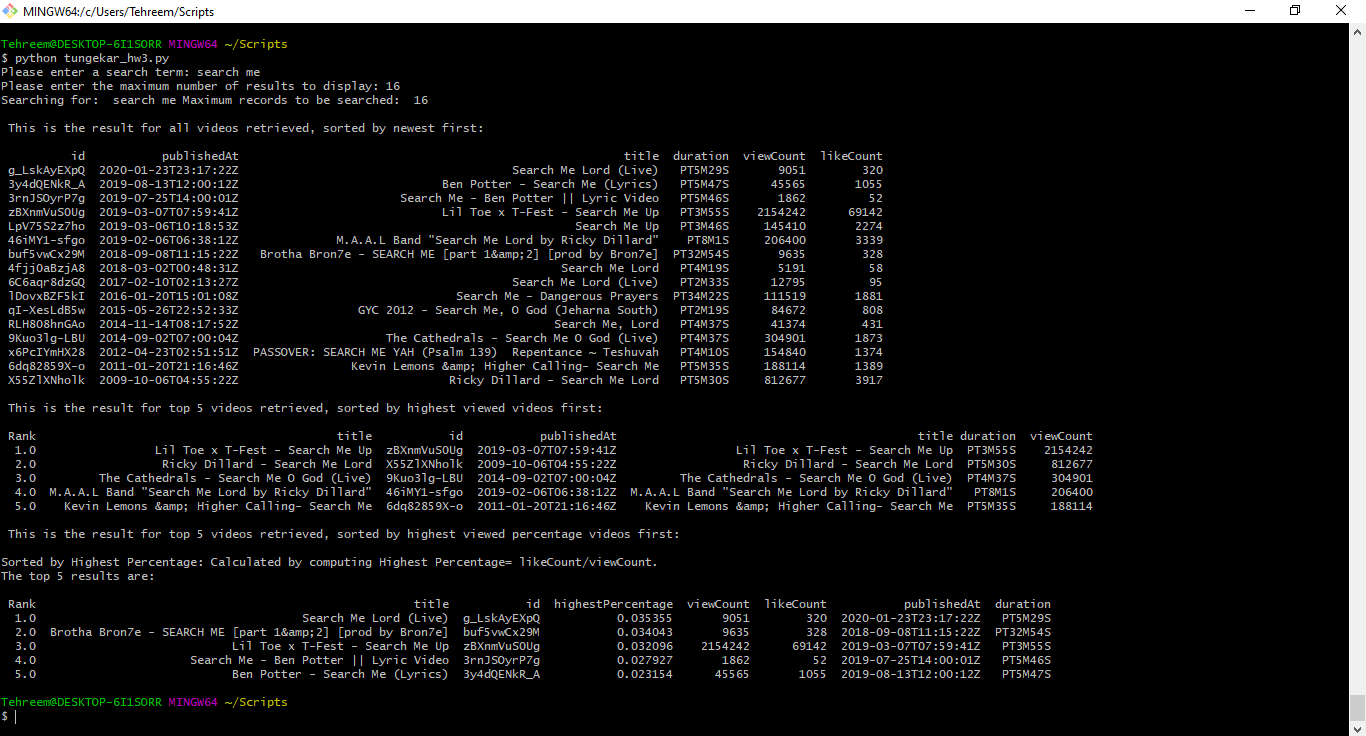 MINGW64:/c/Users/Tehreem/Scripts
Tehreem@DESKTOP-6I1SORR MINGW64 ~/Scripts
$ python tungekar_hw3.py
Please enter a search term: search me
Please enter the maximum number of results to display: 16
Searching for:  search me Maximum records to be searched:  16
This is the result for all videos retrieved, sorted by newest first:
id publishedAt title duration viewCount likeCount
g_LskAyEXpQ 2020-01-23T23:17:22Z Search Me Lord (Live) PT5M29S 9051 320
3y4dQENkR_A 2019-08-13T12:00:12Z Ben Potter - Search Me (Lyrics) PT5M47S 45565 1055
3rnJSOyrP7g 2019-07-25T14:00:01Z Search Me - Ben Potter || Lyric Video PT5M46S 1862 52
zBXnmVuSOUg 2019-03-07T07:59:41Z Lil Toe x T-Fest - Search Me Up PT3M55S 2154242 69142
LpV75S2z7ho 2019-03-06T10:18:53Z Search Me Up PT3M46S 145410 2274
46iMY1-sfgo 2019-02-06T06:38:12Z M.A.A.L Band "Search Me Lord by Ricky Dillard" PT8M1S 206400 3339
buf5vwCx29M 2018-09-08T11:15:22Z Brotha Bron7e - SEARCH ME [part 1&amp;2] [prod by Bron7e] PT32M54S 9635 328
4fjjOaBzjA8 2018-03-02T00:48:31Z Search Me Lord PT4M19S 5191 58
6C6aqr8dzGQ 2017-02-10T02:13:27Z Search Me Lord (Live) PT2M33S 12795 95
lDovxBZF5kI 2016-01-20T15:01:08Z Search Me - Dangerous Prayers PT34M22S 111519 1881
qI-XesLdB5w 2015-05-26T22:52:33Z GYC 2012 - Search Me, O God (Jeharna South) PT2M19S 84672 808
RLH808hnGAo 2014-11-14T08:17:52Z Search Me, Lord PT4M37S 41374 431
9Kuo3lg-LBU 2014-09-02T07:00:04Z The Cathedrals - Search Me O God (Live) PT4M37S 304901 1873
x6PcIYmHX28 2012-04-23T02:51:51Z PASSOVER: SEARCH ME YAH (Psalm 139)  Repentance ~ Teshuvah PT4M10S 154840 1374
6dq82859X-o 2011-01-20T21:16:46Z Kevin Lemons &amp; Higher Calling- Search Me PT5M35S 188114 1389
X55ZlXNholk 2009-10-06T04:55:22Z Ricky Dillard - Search Me Lord PT5M30S 812677 3917
This is the result for top 5 videos retrieved, sorted by highest viewed videos first:
Rank title id publishedAt title duration viewCount
1.0 Lil Toe x T-Fest - Search Me Up zBXnmVuSOUg 2019-03-07T07:59:41Z Lil Toe x T-Fest - Search Me Up PT3M55S 2154242
2.0 Ricky Dillard - Search Me Lord X55ZlXNholk 2009-10-06T04:55:22Z Ricky Dillard - Search Me Lord PT5M30S 812677
3.0 The Cathedrals - Search Me O God (Live) 9Kuo3lg-LBU 2014-09-02T07:00:04Z The Cathedrals - Search Me O God (Live) PT4M37S 304901
4.0 M.A.A.L Band "Search Me Lord by Ricky Dillard" 46iMY1-sfgo 2019-02-06T06:38:12Z M.A.A.L Band "Search Me Lord by Ricky Dillard" PT8M1S 206400
5.0 Kevin Lemons &amp; Higher Calling- Search Me 6dq82859X-o 2011-01-20T21:16:46Z Kevin Lemons &amp; Higher Calling- Search Me PT5M35S 188114
This is the result for top 5 videos retrieved, sorted by highest viewed percentage videos first:
Sorted by Highest Percentage: Calculated by computing Highest Percentage= likeCount/viewCount.
The top 5 results are:
Rank title id highestPercentage viewCount likeCount publishedAt duration
1.0 Search Me Lord (Live) g_LskAyEXpQ 0.035355 9051 320 2020-01-23T23:17:22Z PT5M29S
2.0 Brotha Bron7e - SEARCH ME [part 1&amp;2] [prod by Bron7e] buf5vwCx29M 0.034043 9635 328 2018-09-08T11:15:22Z PT32M54S
3.0 Lil Toe x T-Fest - Search Me Up zBXnmVuSOUg 0.032096 2154242 69142 2019-03-07T07:59:41Z PT3M55S
4.0 Search Me - Ben Potter || Lyric Video 3rnJSOyrP7g 0.027927 1862 52 2019-07-25T14:00:01Z PT5M46S
5.0 Ben Potter - Search Me (Lyrics) 3y4dQENkR_A 0.023154 45565 1055 2019-08-13T12:00:12Z PT5M47S
Tehreem@DESKTOP-6I1SORR MINGW64 ~/Scripts
$